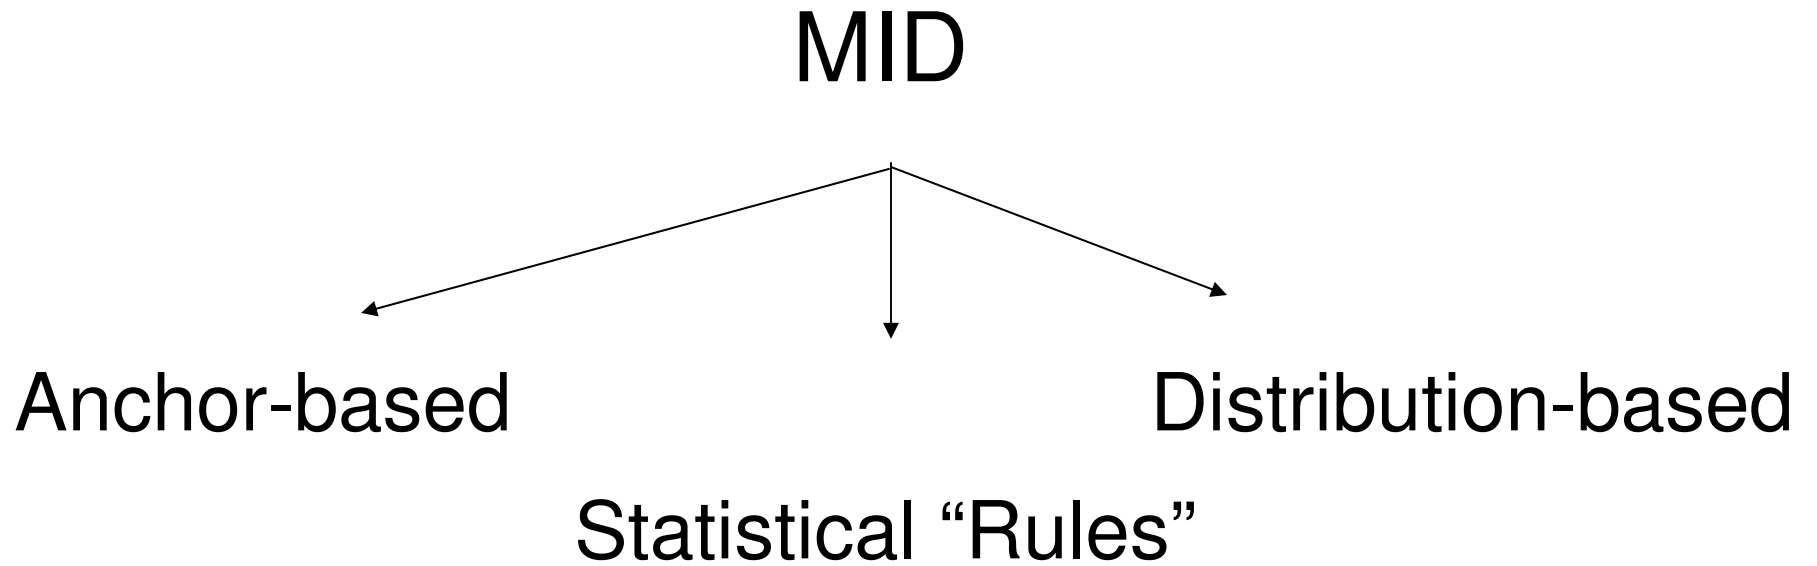 MID
Anchor-based
Distribution-based
Statistical “Rules”